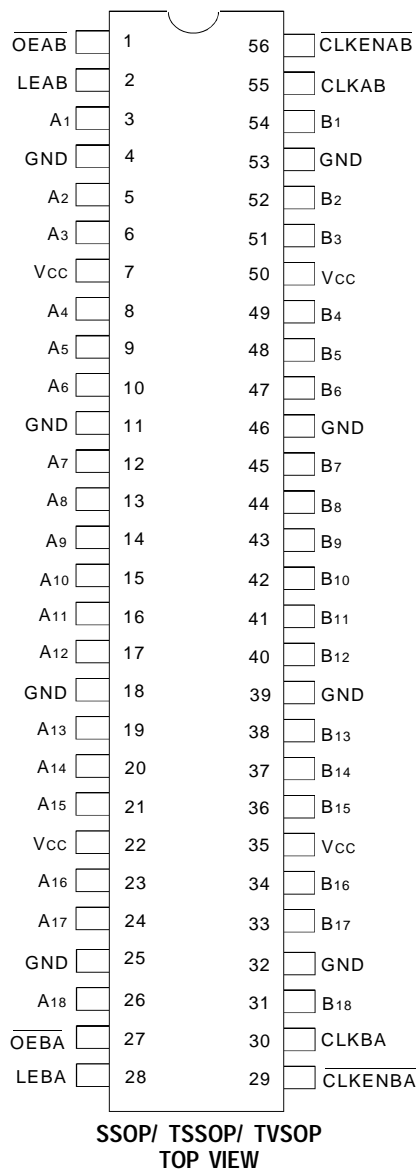 O̅E̅A̅B̅ 1 56 C̅L̅K̅E̅N̅A̅B̅
LEAB 2 55 CLKAB
A1 3 54 B1
GND 4 53 GND
A2 5 52 B2
A3 6 51 B3
VCC 7 50 VCC
A4 8 49 B4
A5 9 48 B5
A6 10 47 B6
GND 11 46 GND
A7 12 45 B7
A8 13 44 B8
A9 14 43 B9
A10 15 42 B10
A11 16 41 B11
A12 17 40 B12
GND 18 39 GND
A13 19 38 B13
A14 20 37 B14
A15 21 36 B15
VCC 22 35 VCC
A16 23 34 B16
A17 24 33 B17
GND 25 32 GND
A18 26 31 B18
O̅E̅B̅A̅ 27 30 CLKBA
LEBA 28 29 C̅L̅K̅E̅N̅B̅A̅
SSOP/ TSSOP/ TVSOP
TOP VIEW